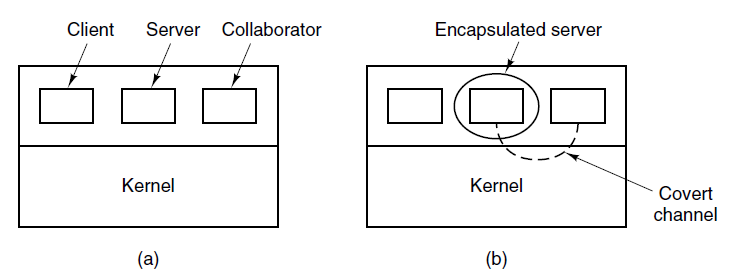 Client Server Collaborator
Kernel
(a)
Encapsulated server
Kernel
Covert
channel
(b)